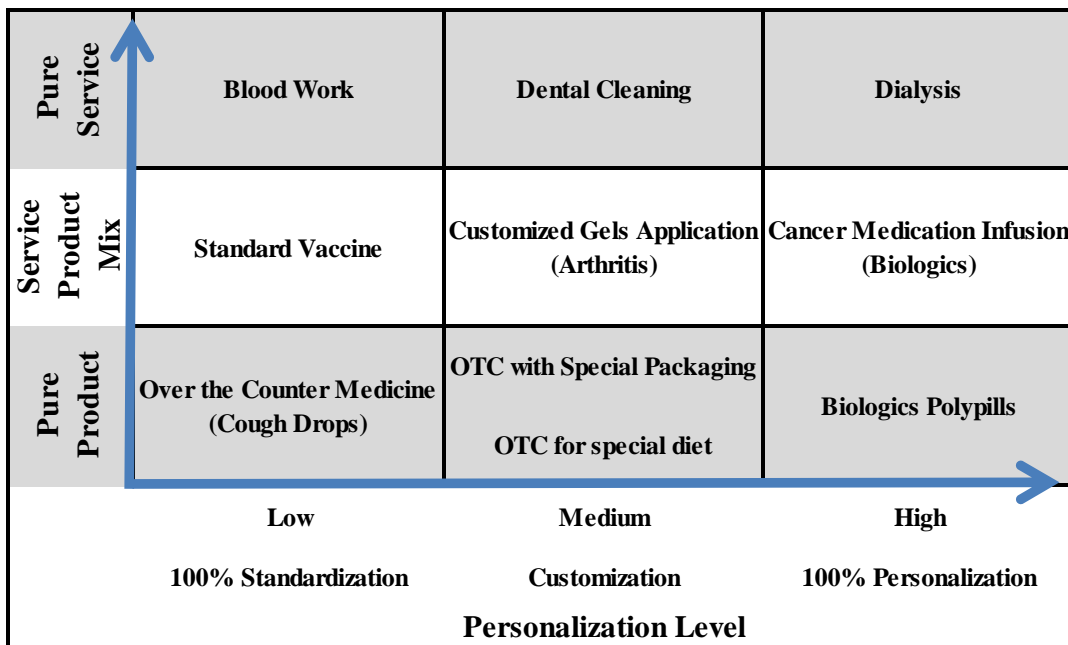 Pure
Service
Blood Work
Dental Cleaning
Dialysis
Service
Product
Mix
Standard Vaccine
Customized Gels Application
(Arthritis)
Cancer Medication Infusion
(Biologics)
Pure
Product
Over the Counter Medicine
(Cough Drops)
OTC with Special Packaging
OTC for special diet
Biologics Polypills
Low
Medium
High
100% Standardization
Customization
100% Personalization
Personalization Level